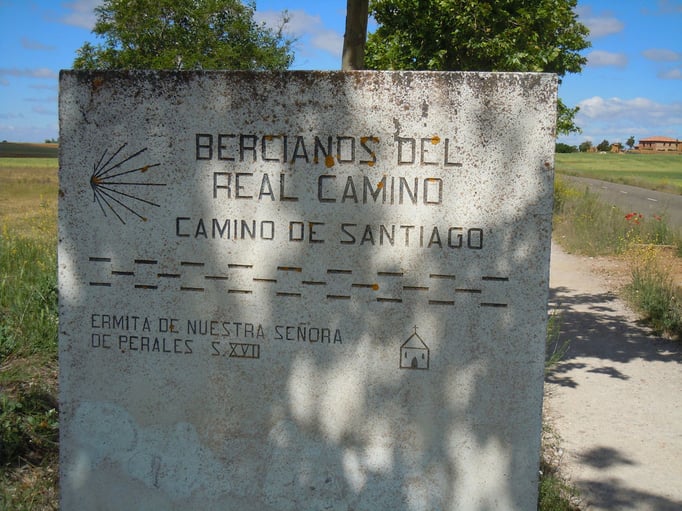 BERCIANOS DEL
REAL CAMINO
CAMINO DE SANTIAGO
ERMITA DE NUESTRA SEÑORA
DE PERALES S.XVII